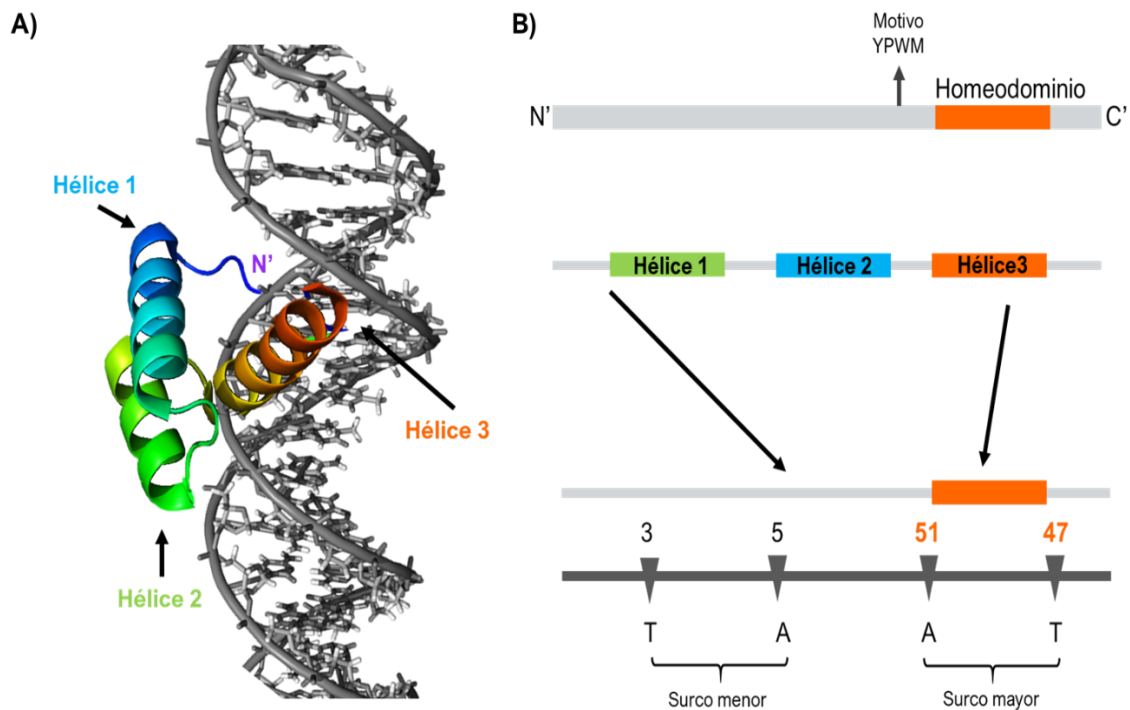 A)
Hélice 1
N'
Hélice 3
Hélice 2
B)
Motivo
YPWM
Homeodominio
N' C'
Hélice 1 Hélice 2 Hélice3
3 5 51 47
T A A T
Surco menor Surco mayor